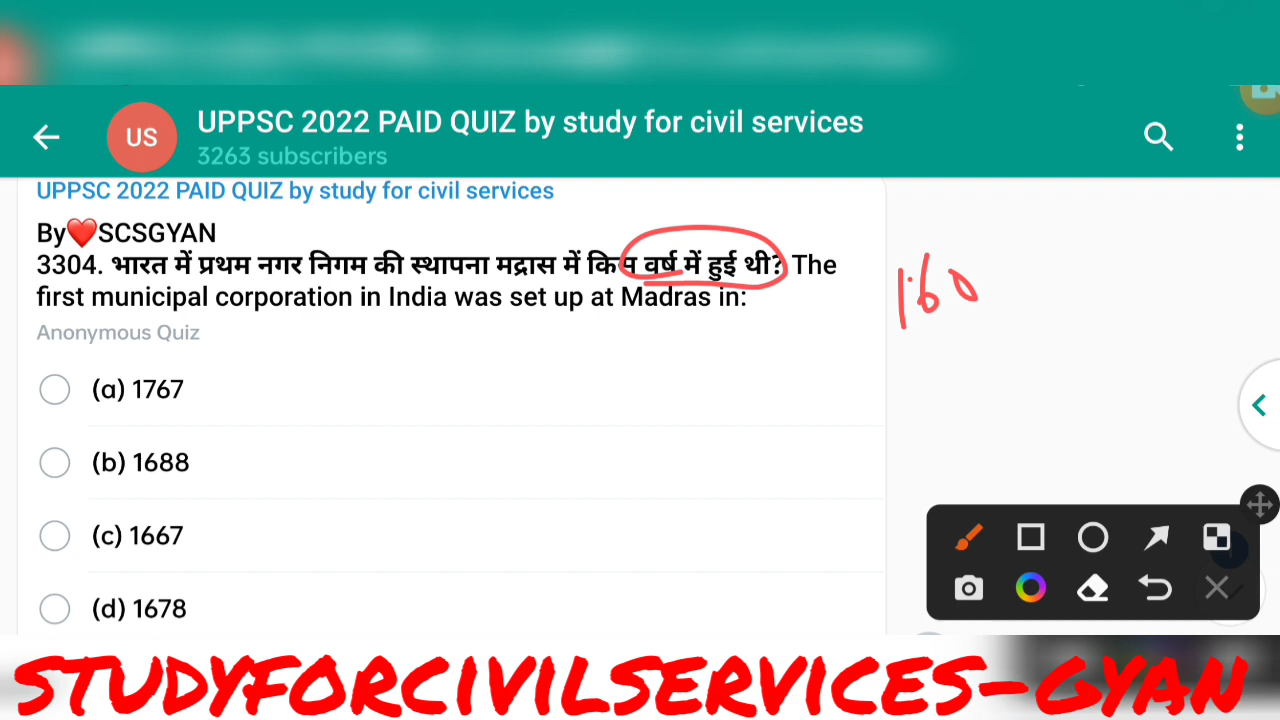 UPPSC 2022 PAID QUIZ by study for civil services
US
3263 subscribers
UPPSC 2022 PAID QUIZ by study for civil services
By❤️SCSGYAN
3304. भारत में प्रथम नगर निगम की स्थापना मद्रास में किस वर्ष में हुई थी? The
first municipal corporation in India was set up at Madras in:
Anonymous Quiz
(a) 1767
(b) 1688
(c) 1667
(d) 1678
STUDYFORCIVILSERVICES-GYAN